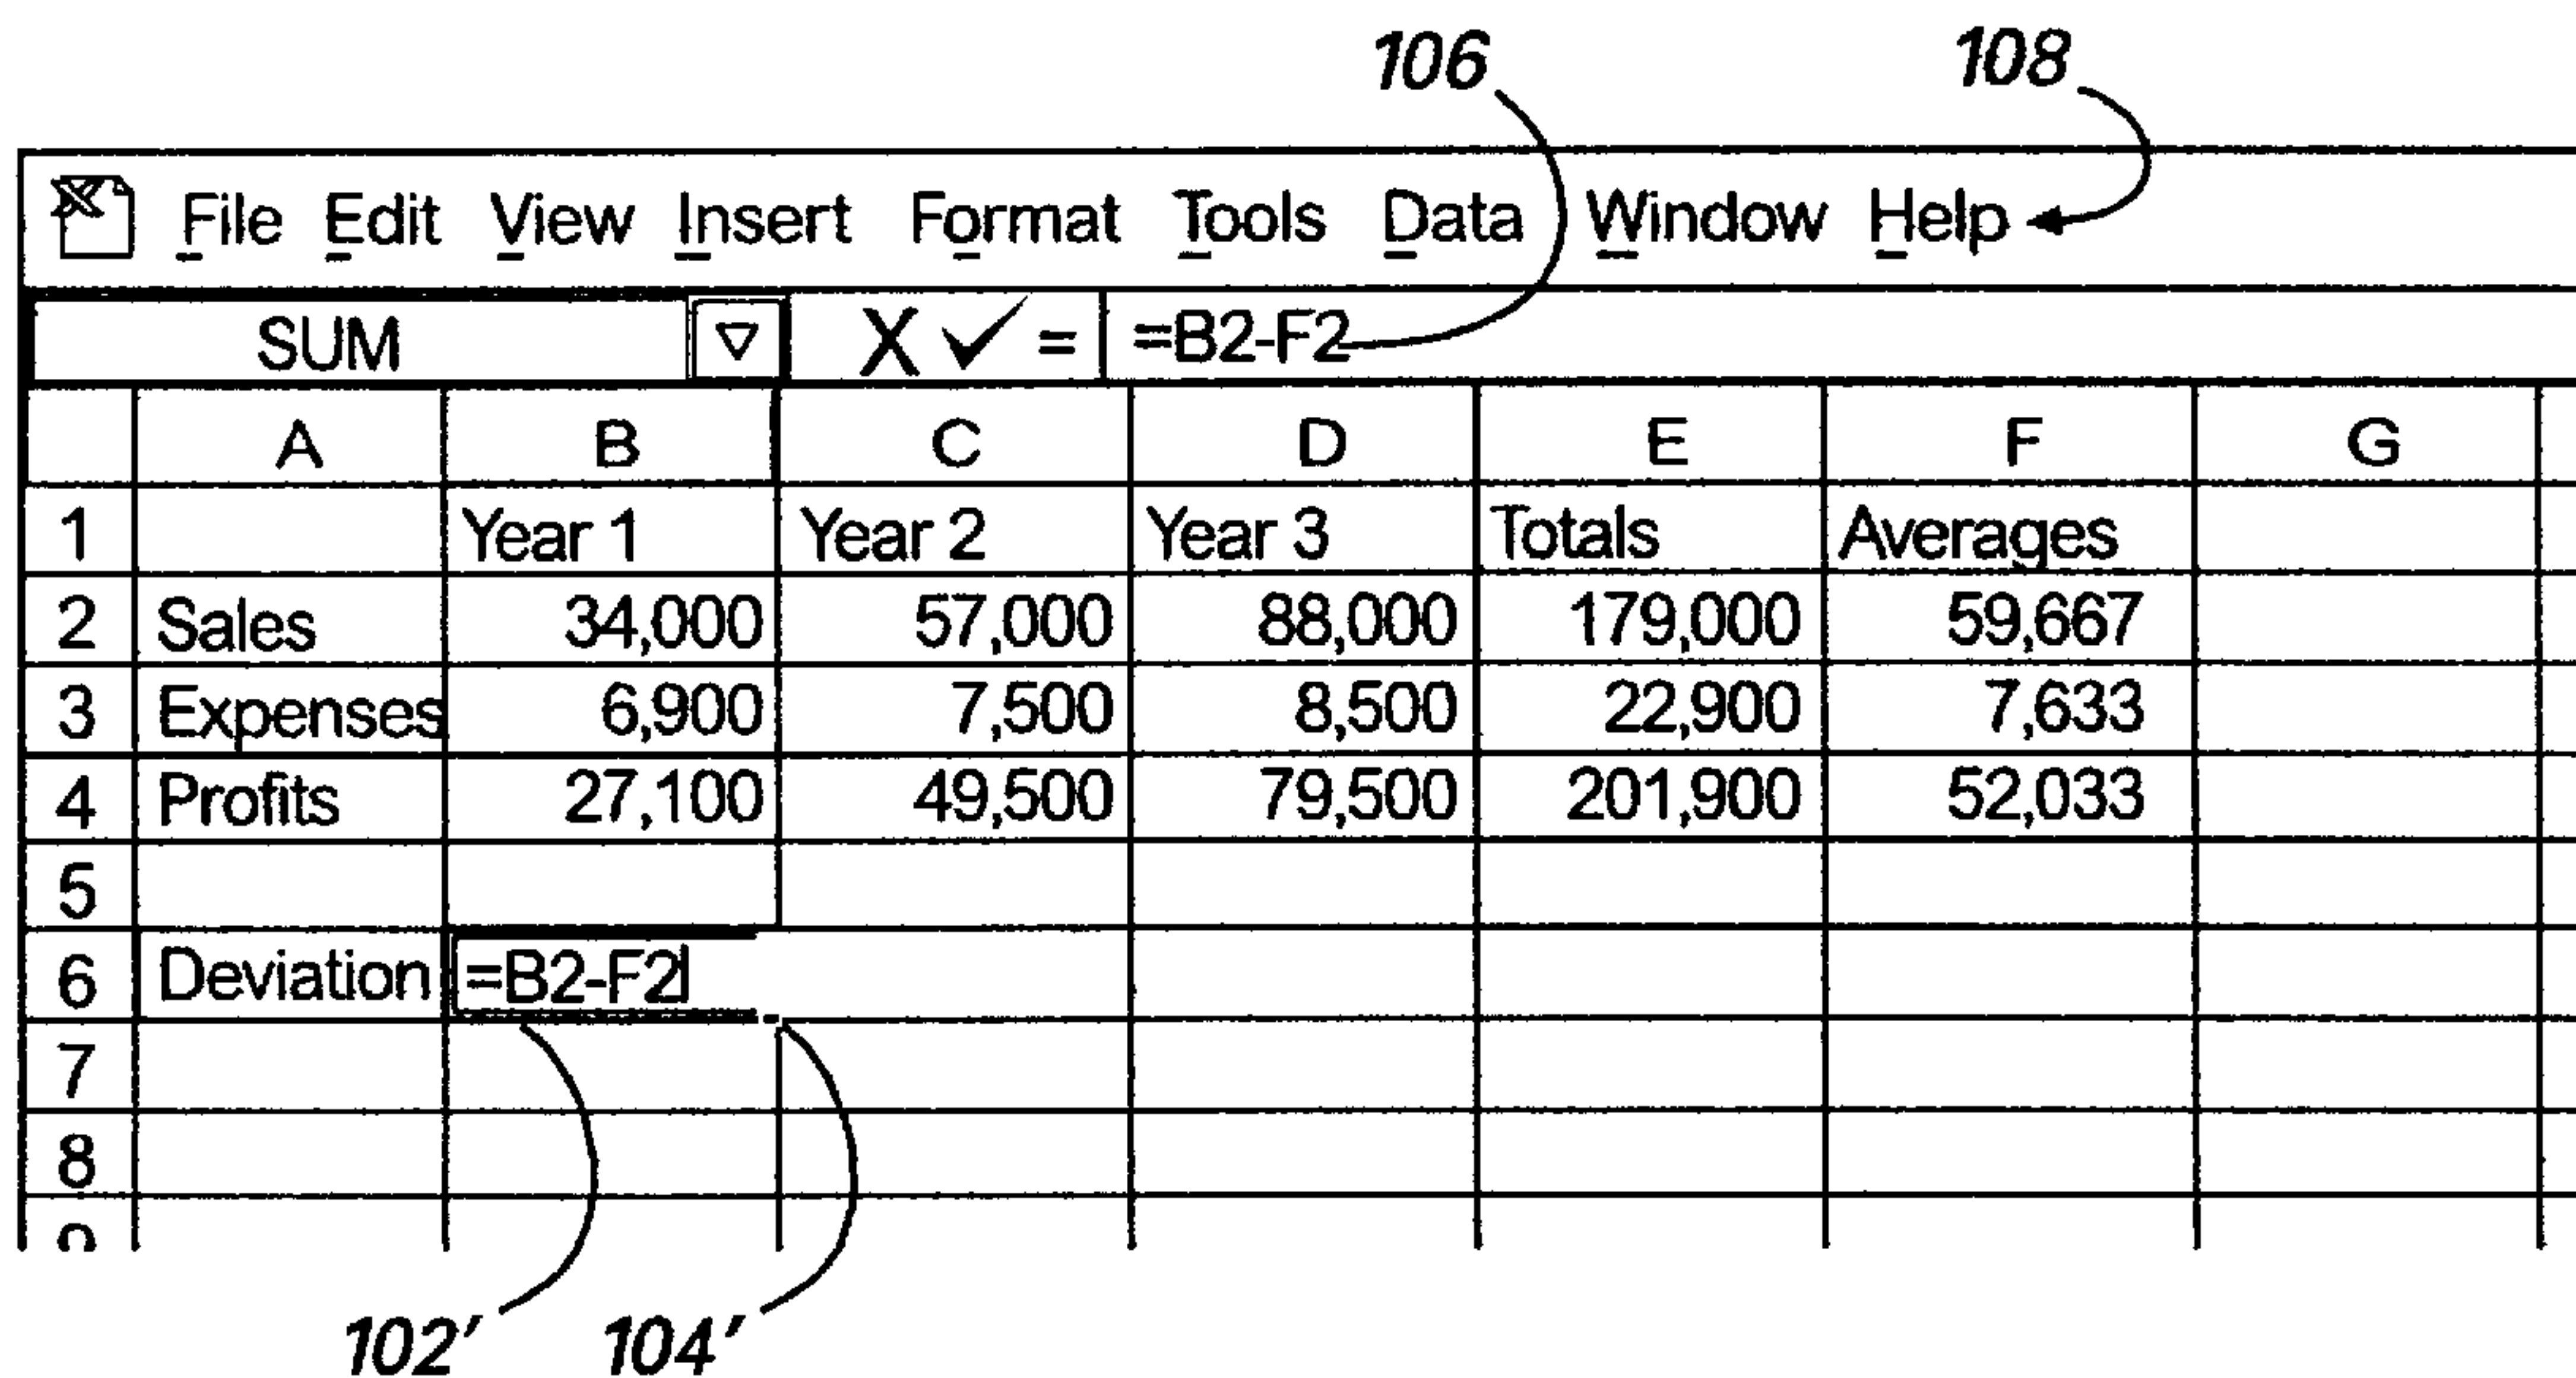 106 108
File Edit View Insert Format Tools Data Window Help
SUM X = =B2-F2
A B C D E F G
1 Year 1 Year 2 Year 3 Totals Averages
2 Sales 34,000 57,000 88,000 179,000 59,667
3 Expenses 6,900 7,500 8,500 22,900 7,633
4 Profits 27,100 49,500 79,500 201,900 52,033
5
6 Deviation =B2-F2
7
8
102' 104'